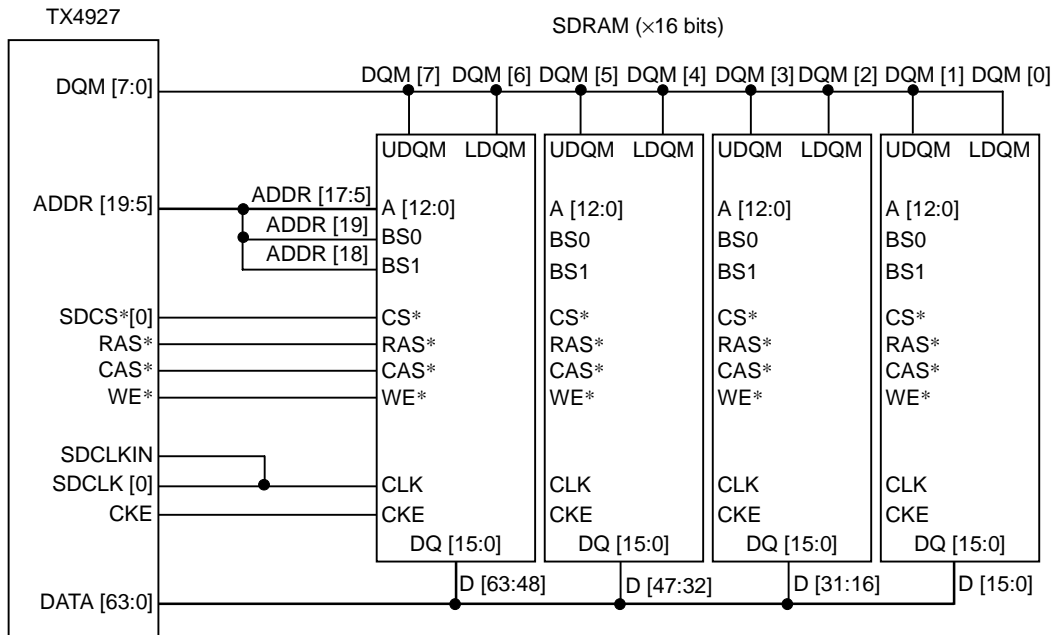 TX4927
SDRAM (×16 bits)
DQM [7:0]
DQM [7] DQM [6] DQM [5] DQM [4] DQM [3] DQM [2] DQM [1] DQM [0]
UDQM LDQM UDQM LDQM UDQM LDQM UDQM LDQM
ADDR [19:5] ADDR [17:5] A [12:0] A [12:0] A [12:0] A [12:0]
ADDR [19] BS0 BS0 BS0 BS0
ADDR [18] BS1 BS1 BS1 BS1
SDCS*[0] CS* CS* CS* CS*
RAS* RAS* RAS* RAS* RAS*
CAS* CAS* CAS* CAS* CAS*
WE* WE* WE* WE* WE*
SDCLKIN
SDCLK [0] CLK CLK CLK CLK
CKE CKE CKE CKE CKE
DQ [15:0] DQ [15:0] DQ [15:0] DQ [15:0]
D [63:48] D [47:32] D [31:16] D [15:0]
DATA [63:0]